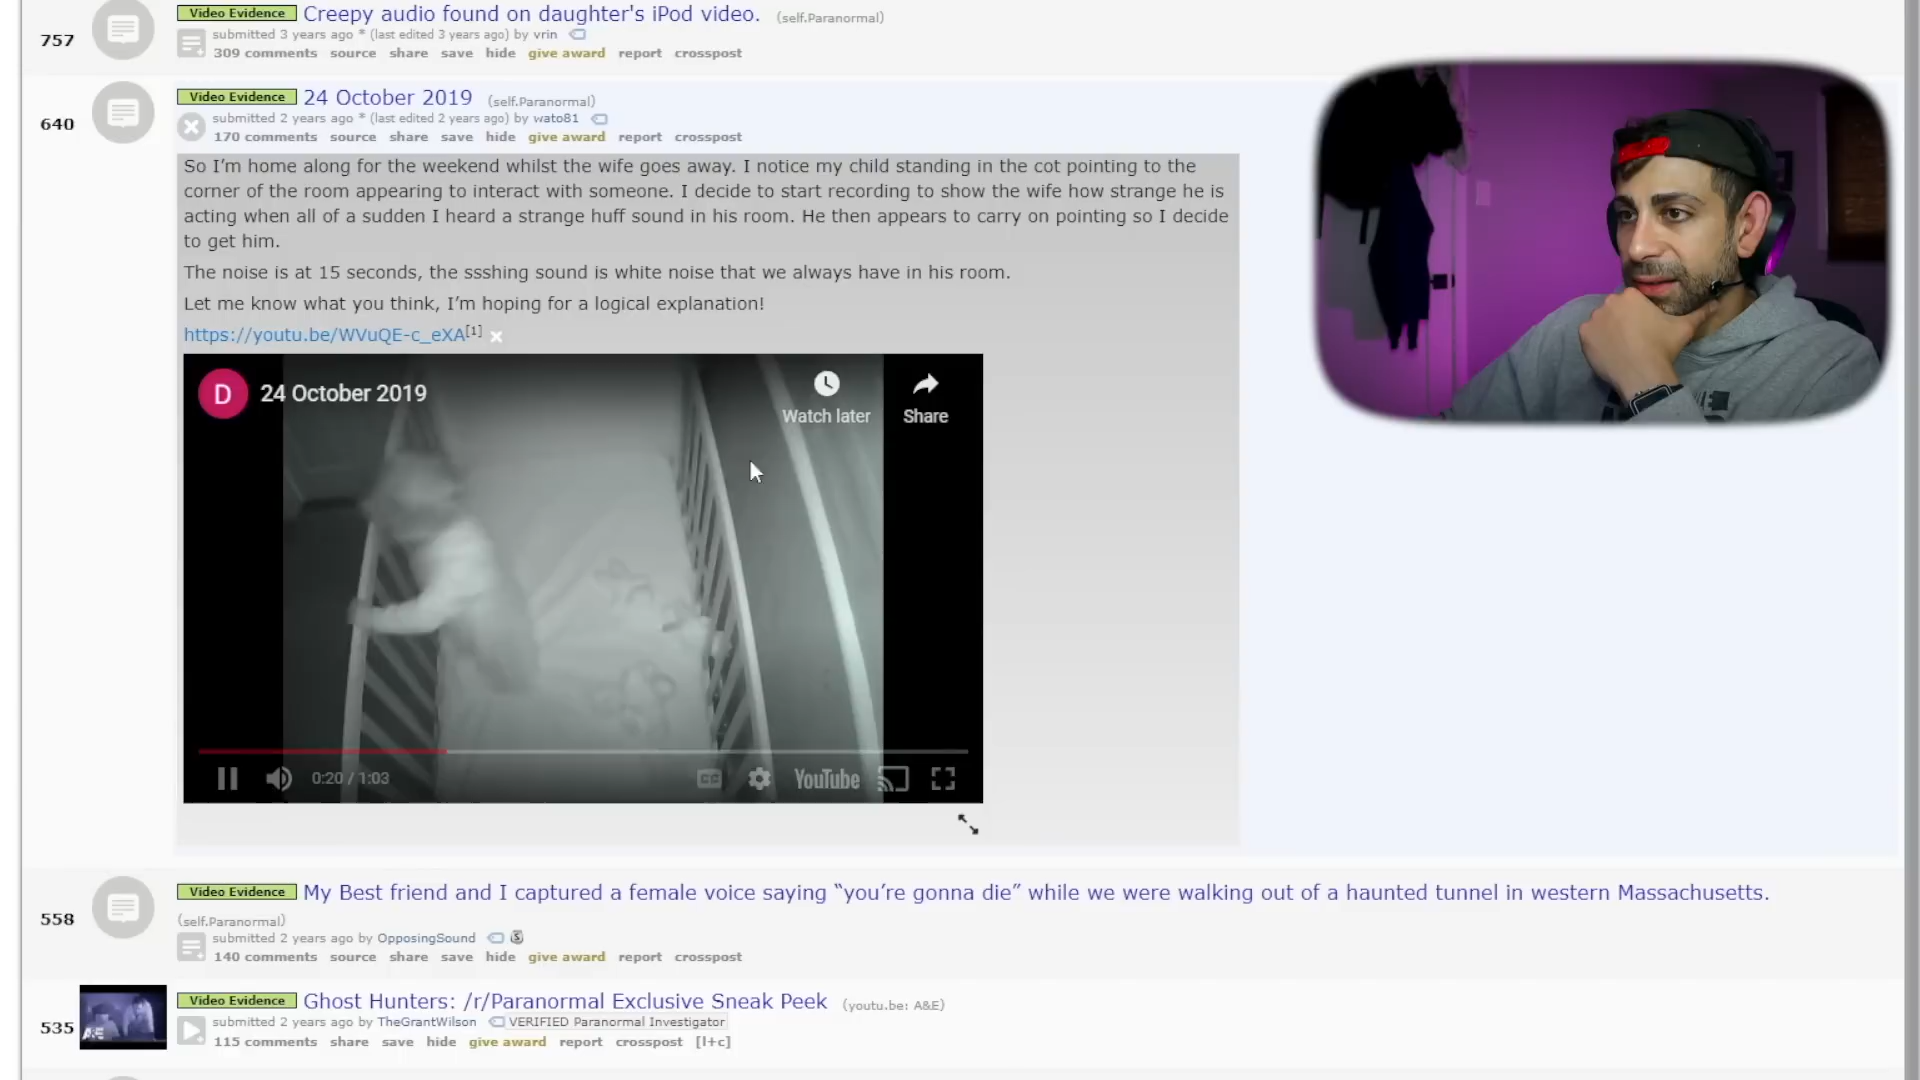 757
Video Evidence Creepy audio found on daughter's iPod video. (self.Paranormal)
submitted 3 years ago * (last edited 3 years ago) by vrin
309 comments source share save hide give award report crosspost
640
Video Evidence 24 October 2019 (self.Paranormal)
submitted 2 years ago * (last edited 2 years ago) by wato81
170 comments source share save hide give award report crosspost
So I'm home along for the weekend whilst the wife goes away. I notice my child standing in the cot pointing to the
corner of the room appearing to interact with someone. I decide to start recording to show the wife how strange he is
acting when all of a sudden I heard a strange huff sound in his room. He then appears to carry on pointing so I decide
to get him.
The noise is at 15 seconds, the ssshing sound is white noise that we always have in his room.
Let me know what you think, I'm hoping for a logical explanation!
https://youtu.be/WVuQE-c_eXA[1]
D 24 October 2019
Watch later Share
0:20 / 1:03 CC YouTube
558
Video Evidence My Best friend and I captured a female voice saying “you're gonna die” while we were walking out of a haunted tunnel in western Massachusetts.
(self.Paranormal)
submitted 2 years ago by OpposingSound
140 comments source share save hide give award report crosspost
535
A&E
Video Evidence Ghost Hunters: /r/Paranormal Exclusive Sneak Peek (youtu.be: A&E)
submitted 2 years ago by TheGrantWilson VERIFIED Paranormal Investigator
115 comments share save hide give award report crosspost [l+c]